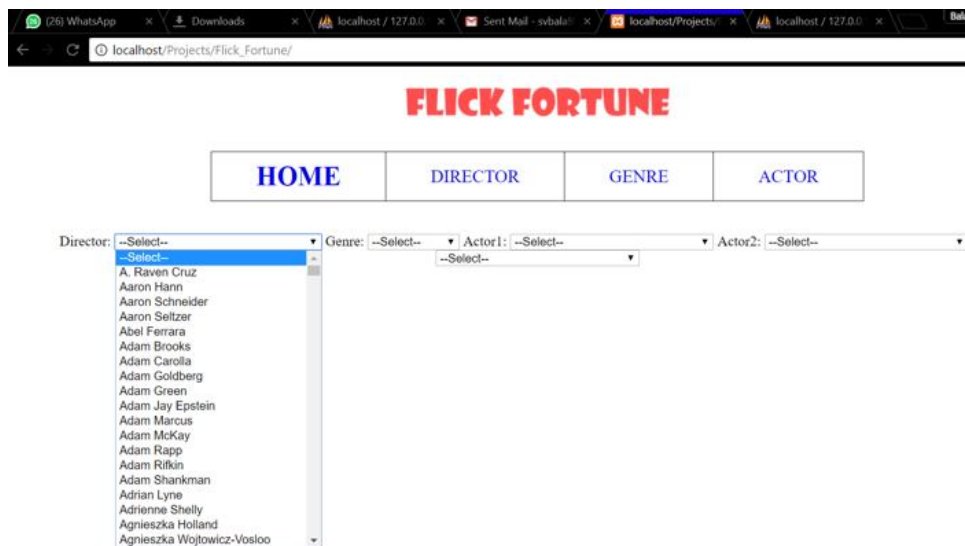 (26) WhatsApp Downloads localhost / 127.0.0. Sent Mail - svbala9 localhost/Projects/ localhost / 127.0.0 Bala
localhost/Projects/Flick_Fortune/
FLICK FORTUNE
HOME DIRECTOR GENRE ACTOR
Director: --Select-- Genre: --Select-- Actor1: --Select-- Actor2: --Select--
--Select-- --Select--
A. Raven Cruz
Aaron Hann
Aaron Schneider
Aaron Seltzer
Abel Ferrara
Adam Brooks
Adam Carolla
Adam Goldberg
Adam Green
Adam Jay Epstein
Adam Marcus
Adam McKay
Adam Rapp
Adam Rifkin
Adam Shankman
Adrian Lyne
Adrienne Shelly
Agnieszka Holland
Agnieszka Wojtowicz-Vosloo